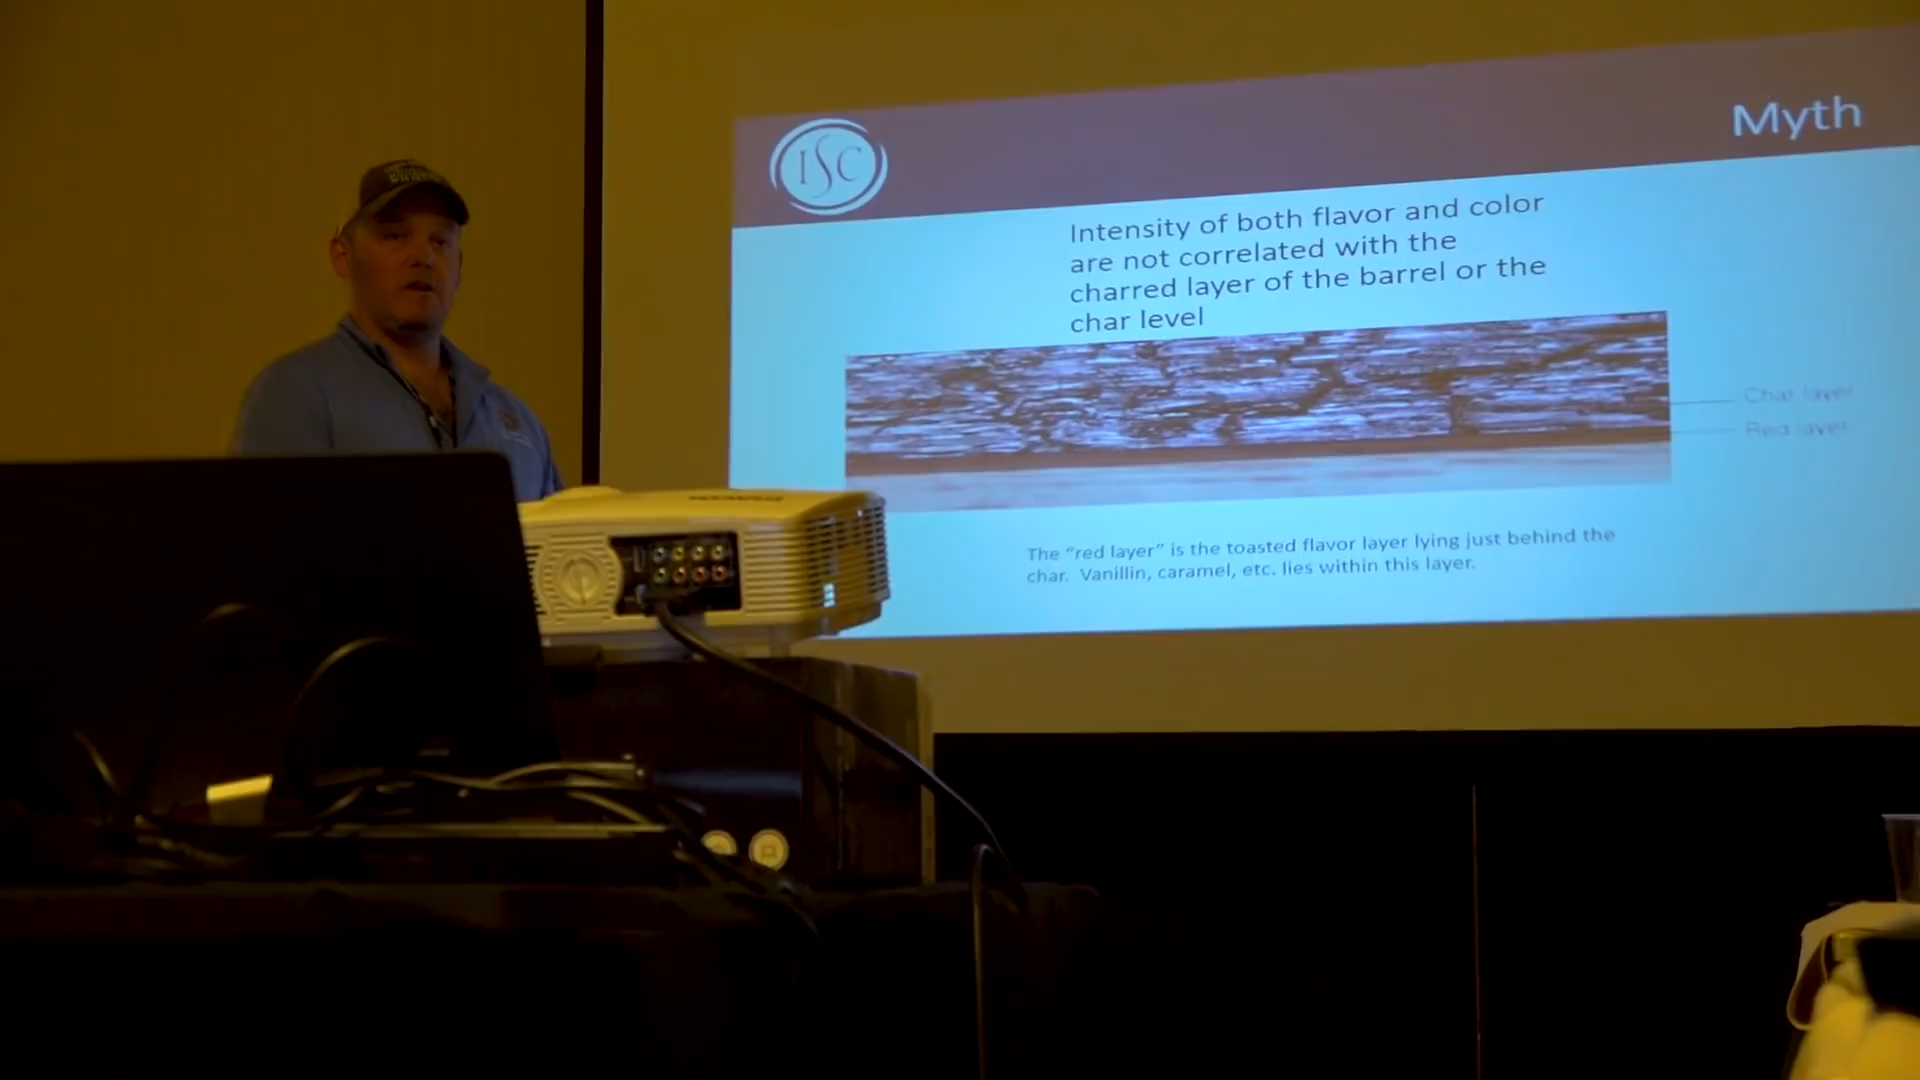 Myth
ISC
Intensity of both flavor and color
are not correlated with the
charred layer of the barrel or the
char level
Char layer
Red layer
The “red layer” is the toasted flavor layer lying just behind the
char. Vanillin, caramel, etc. lies within this layer.